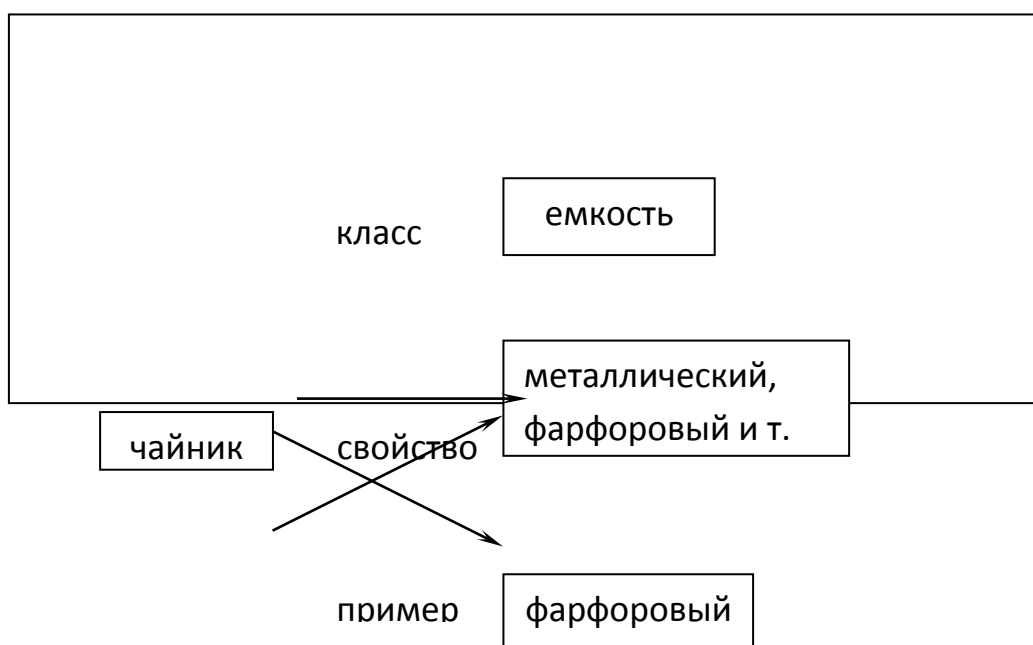 емкость
класс
металлический,
фарфоровый и т.
чайник
свойство
пример
фарфоровый